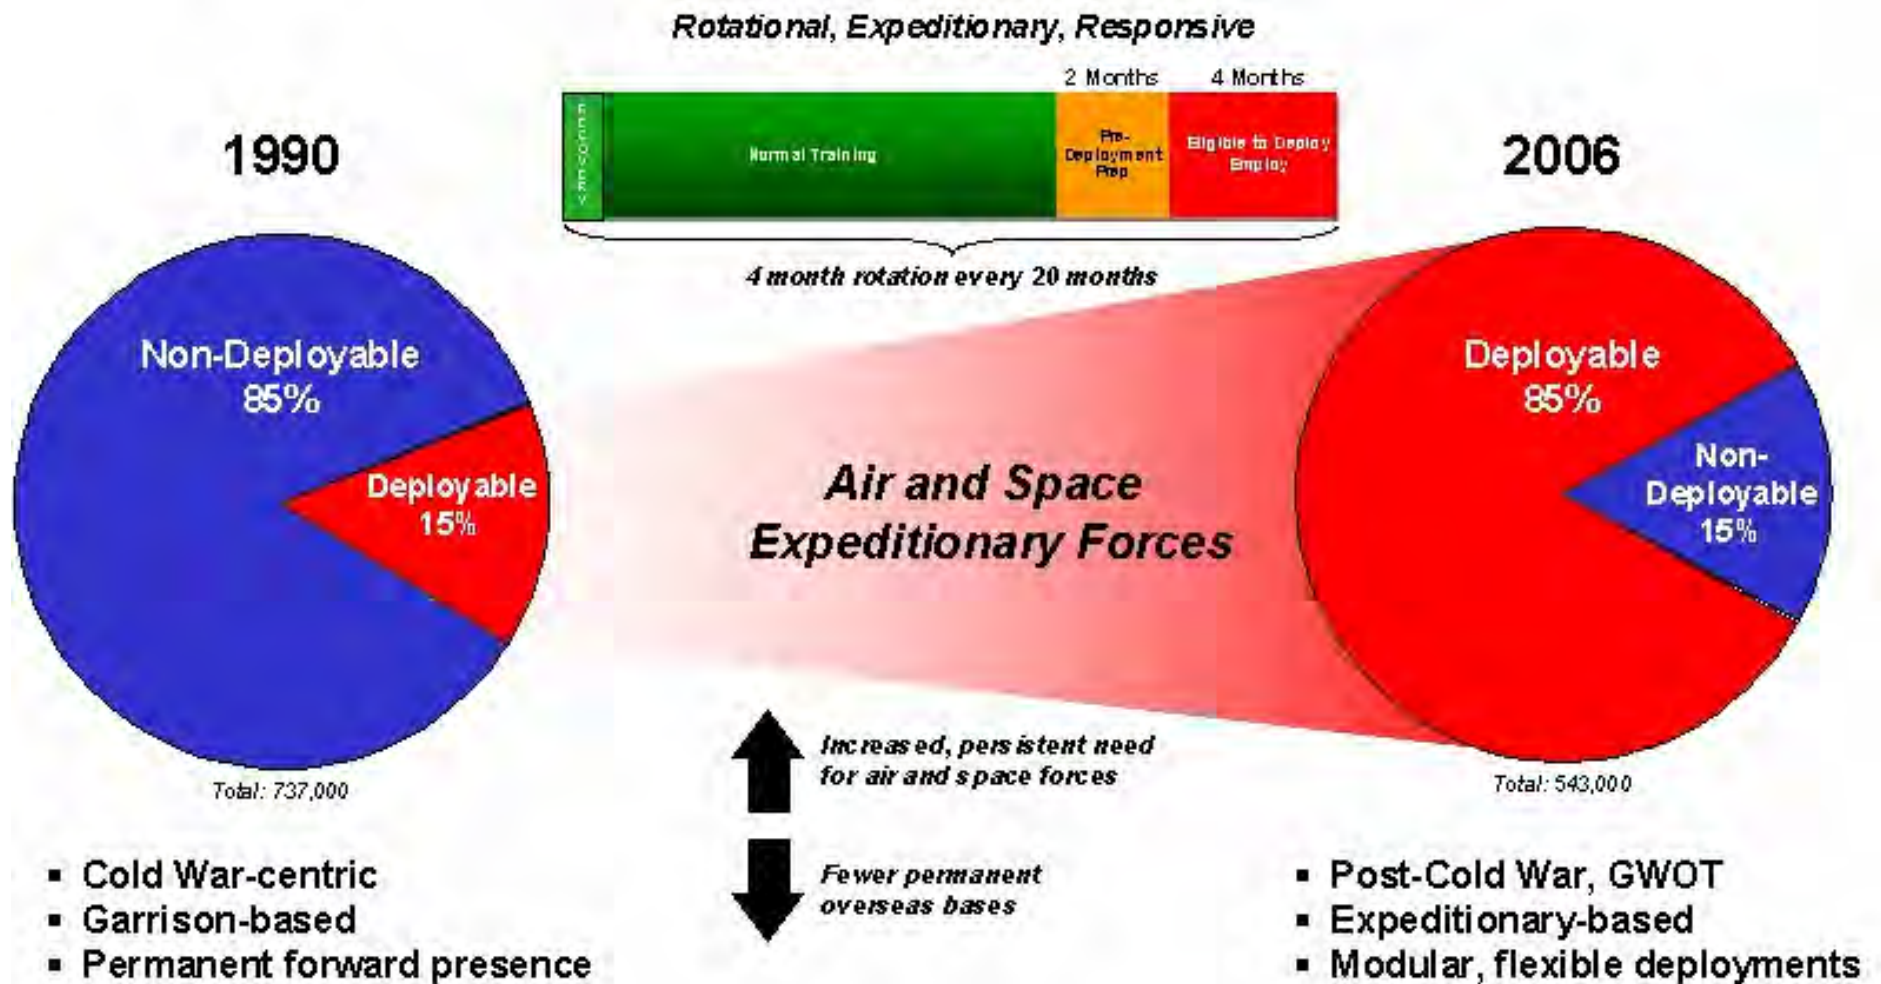 Rotational, Expeditionary, Responsive
2 Months
4 Months
Normal Training
Pre-
Deployment
Prep
Eligible to Deploy
Employ
4 month rotation every 20 months
1990
Non-Deployable
85%
Deployable
15%
Total: 737,000
▪ Cold War-centric
▪ Garrison-based
▪ Permanent forward presence
Air and Space
Expeditionary Forces
Increased, persistent need
for air and space forces
Fewer permanent
overseas bases
2006
Deployable
85%
Non-
Deployable
15%
Total: 543,000
▪ Post-Cold War, GWOT
▪ Expeditionary-based
▪ Modular, flexible deployments